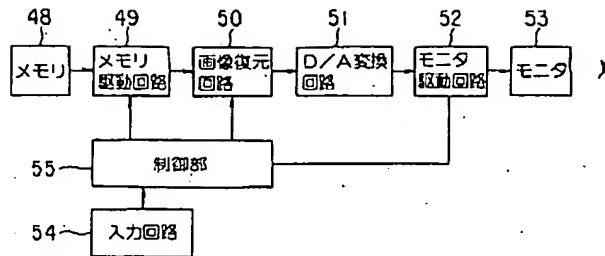 48
49
50
51
52
53
メモリ
メモリ
駆動回路
画像復元
回路
D/A変換
回路
モニタ
駆動回路
モニタ
55
制御部
54
入力回路